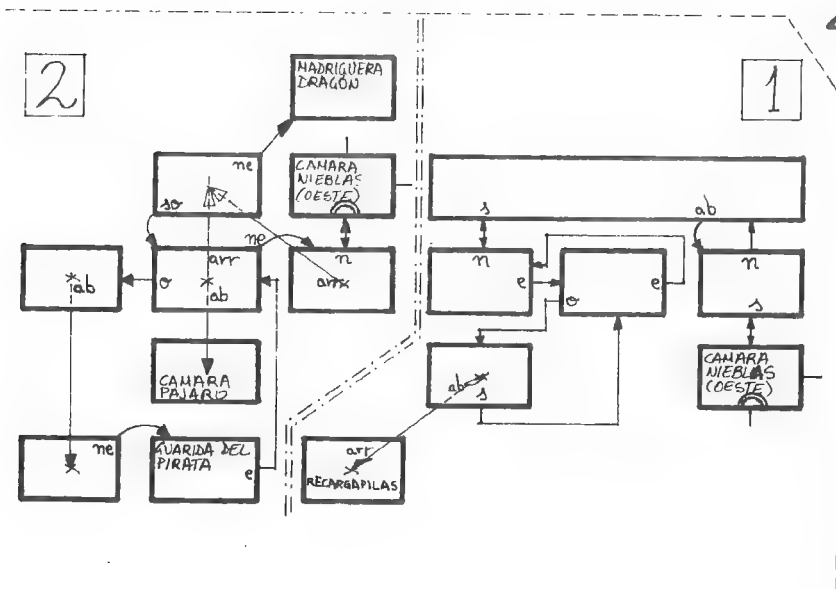 2
MADRIGUERA
DRAGÓN
1
ne
CAMARA
NIEBLAS
(OESTE)
so
s
ab
ne
n
arr
n
n
ab
o
ab
arr
e
o
e
s
CAMARA
PAJARO
CAMARA
NIEBLAS
(OESTE)
ab
s
ne
GUARIDA DEL
PIRATA
e
arr
RECARGAPILAS